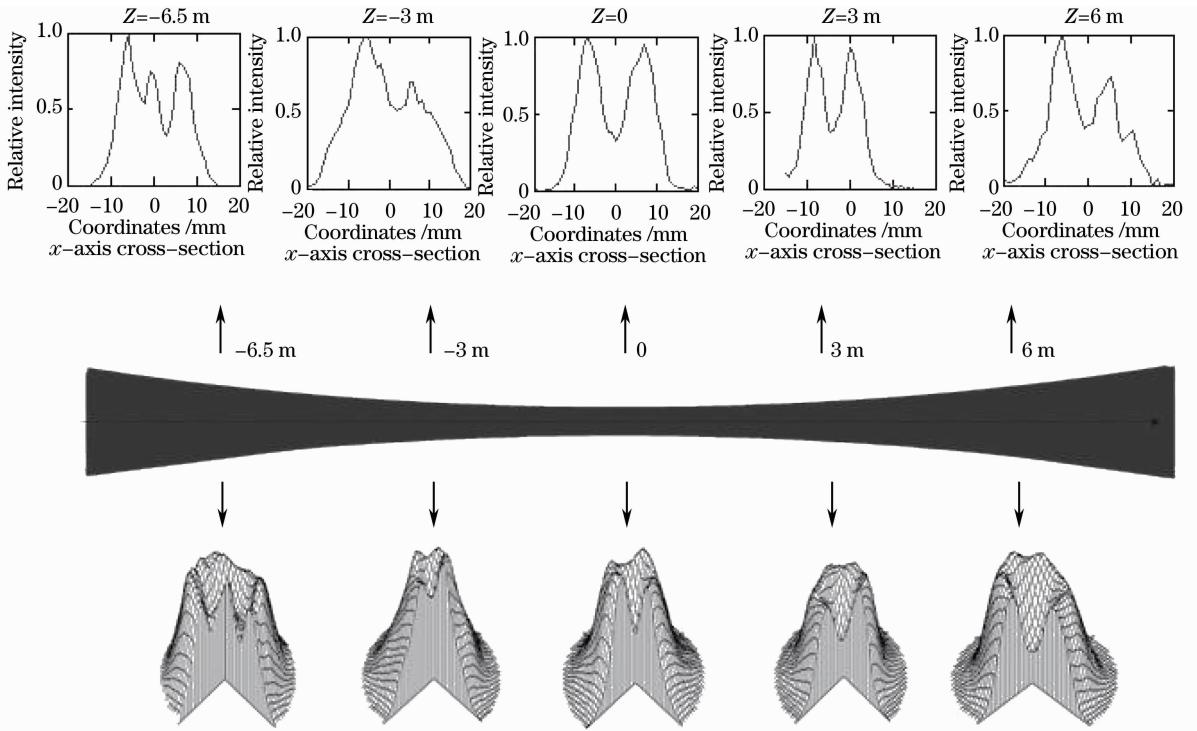 Z=−6.5 m
Relative intensity
1.0
0.5
0
−20 −10 0 10 20
Coordinates /mm
x−axis cross−section
Z=−3 m
Relative intensity
1.0
0.5
0
−20 −10 0 10 20
Coordinates /mm
x−axis cross−section
Z=0
Relative intensity
1.0
0.5
0
−20 −10 0 10 20
Coordinates /mm
x−axis cross−section
Z=3 m
Relative intensity
1.0
0.5
0
−20 −10 0 10 20
Coordinates /mm
x−axis cross−section
Z=6 m
Relative intensity
1.0
0.5
0
−20 −10 0 10 20
Coordinates /mm
x−axis cross−section
−6.5 m
−3 m
0
3 m
6 m